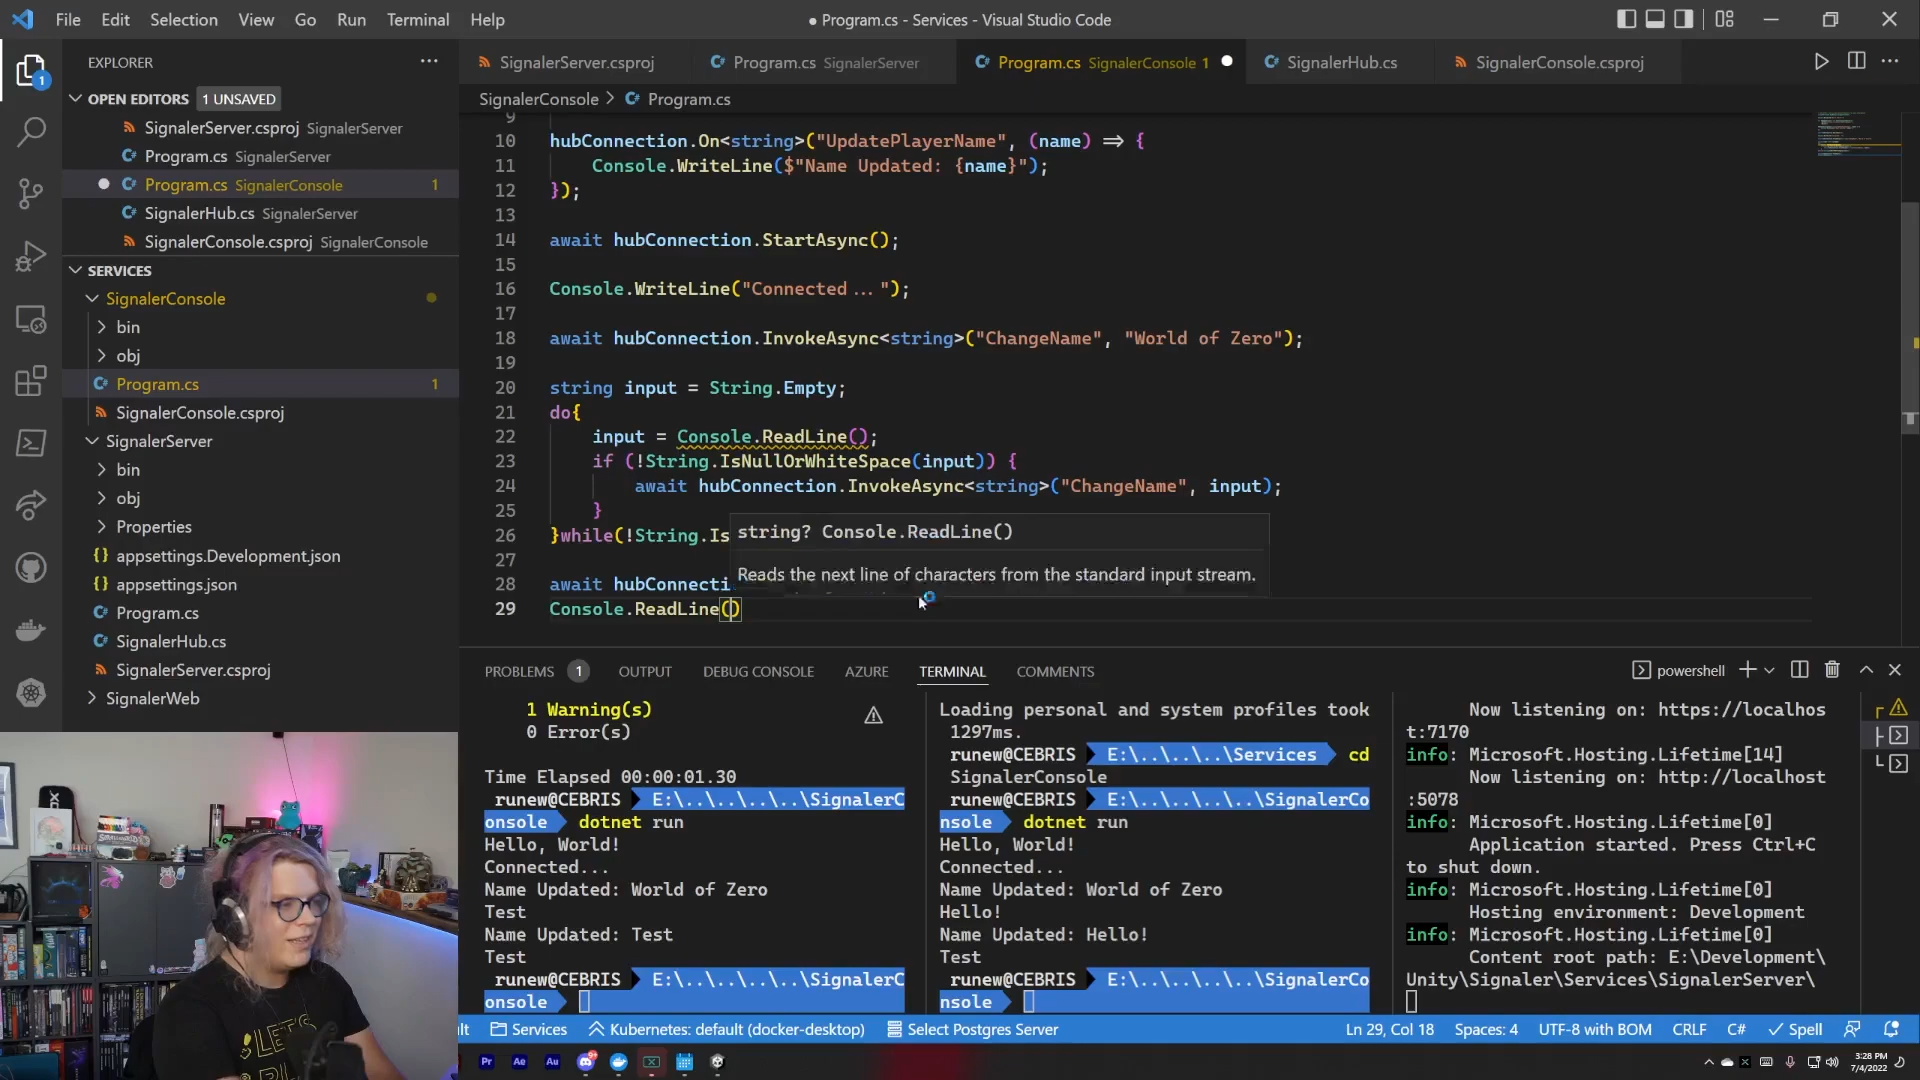 File Edit Selection View Go Run Terminal Help
● Program.cs - Services - Visual Studio Code
EXPLORER
OPEN EDITORS 1 UNSAVED
SignalerServer.csproj SignalerServer
Program.cs SignalerServer
Program.cs SignalerConsole 1
SignalerHub.cs SignalerServer
SignalerConsole.csproj SignalerConsole
SERVICES
SignalerConsole
bin
obj
Program.cs 1
SignalerConsole.csproj
SignalerServer
bin
obj
Properties
appsettings.Development.json
appsettings.json
Program.cs
SignalerHub.cs
SignalerServer.csproj
SignalerWeb
SignalerServer.csproj
Program.cs SignalerServer
Program.cs SignalerConsole 1
SignalerHub.cs
SignalerConsole.csproj
SignalerConsole > Program.cs
9
10 hubConnection.On<string>("UpdatePlayerName", (name) => {
11 Console.WriteLine($"Name Updated: {name}");
12 });
13
14 await hubConnection.StartAsync();
15
16 Console.WriteLine("Connected...");
17
18 await hubConnection.InvokeAsync<string>("ChangeName", "World of Zero");
19
20 string input = String.Empty;
21 do{
22 input = Console.ReadLine();
23 if (!String.IsNullOrWhiteSpace(input)) {
24 await hubConnection.InvokeAsync<string>("ChangeName", input);
25 }
26 }while(!String.Is
27
28 await hubConnecti
29 Console.ReadLine()
string? Console.ReadLine()
Reads the next line of characters from the standard input stream.
PROBLEMS 1 OUTPUT DEBUG CONSOLE AZURE TERMINAL COMMENTS
powershell
1 Warning(s)
0 Error(s)
Time Elapsed 00:00:01.30
runew@CEBRIS E:\..\..\..\..\SignalerC
onsole dotnet run
Hello, World!
Connected...
Name Updated: World of Zero
Test
Name Updated: Test
Test
runew@CEBRIS E:\..\..\..\..\SignalerC
onsole
Loading personal and system profiles took
1297ms.
runew@CEBRIS E:\..\..\..\Services cd
SignalerConsole
runew@CEBRIS E:\..\..\..\..\SignalerCo
nsole dotnet run
Hello, World!
Connected...
Name Updated: World of Zero
Hello!
Name Updated: Hello!
Test
runew@CEBRIS E:\..\..\..\..\SignalerCo
nsole
Now listening on: https://localhos
t:7170
info: Microsoft.Hosting.Lifetime[14]
Now listening on: http://localhost
:5078
info: Microsoft.Hosting.Lifetime[0]
Application started. Press Ctrl+C
to shut down.
info: Microsoft.Hosting.Lifetime[0]
Hosting environment: Development
info: Microsoft.Hosting.Lifetime[0]
Content root path: E:\Development\
Unity\Signaler\Services\SignalerServer\
LET'S
ult Services Kubernetes: default (docker-desktop) Select Postgres Server
Ln 29, Col 18 Spaces: 4 UTF-8 with BOM CRLF C# Spell
Pr Ae Au
3:28 PM
7/4/2022